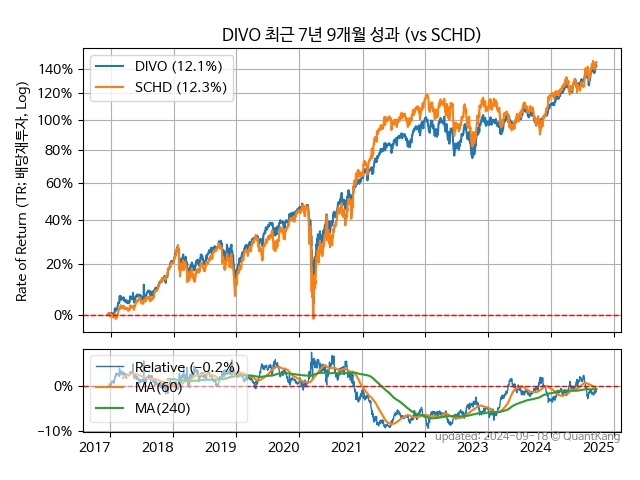 DIVO 최근 7년 9개월 성과 (vs SCHD)
Rate of Return (TR; 배당재투자, Log)
DIVO (12.1%)
SCHD (12.3%)
140%
120%
100%
80%
60%
40%
20%
0%
Relative (−0.2%)
MA(60)
MA(240)
0%
−10%
updated: 2024-09-18 © QuantKang
2017 2018 2019 2020 2021 2022 2023 2024 2025